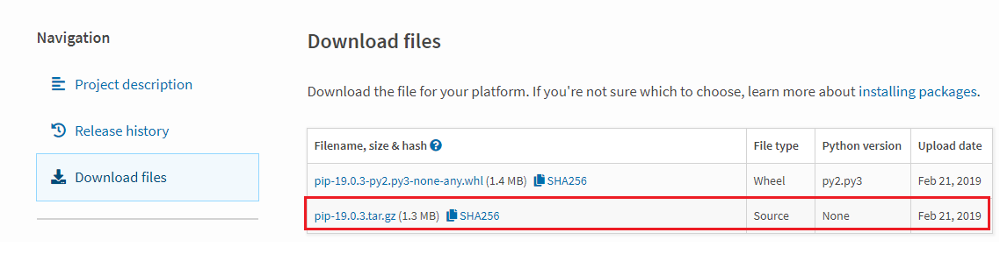 Navigation
Project description
Release history
Download files
Download files
Download the file for your platform. If you're not sure which to choose, learn more about installing packages.
Filename, size & hash ? File type Python version Upload date
pip-19.0.3-py2.py3-none-any.whl (1.4 MB) SHA256 Wheel py2.py3 Feb 21, 2019
pip-19.0.3.tar.gz (1.3 MB) SHA256 Source None Feb 21, 2019